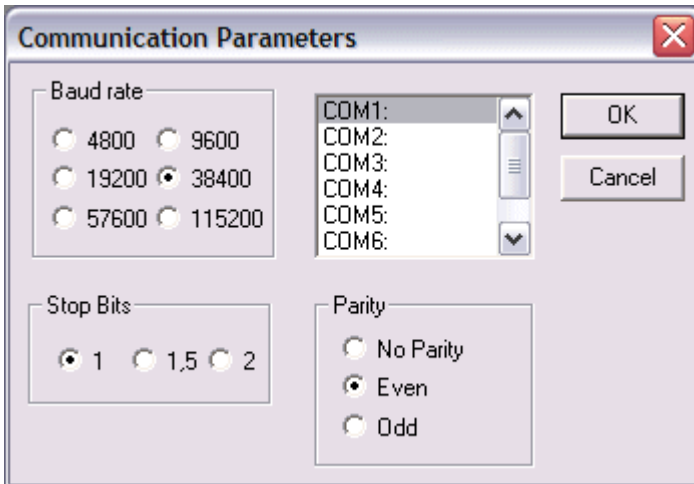 Communication Parameters
Baud rate
4800 9600
19200 38400
57600 115200
COM1:
COM2:
COM3:
COM4:
COM5:
COM6:
OK
Cancel
Stop Bits
1 1,5 2
Parity
No Parity
Even
Odd